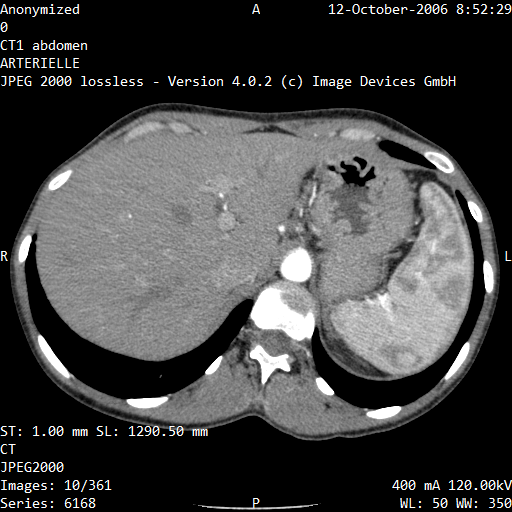 Anonymized A 12-October-2006 8:52:29
0
CT1 abdomen
ARTERIELLE
JPEG 2000 lossless - Version 4.0.2 (c) Image Devices GmbH
R L
ST: 1.00 mm SL: 1290.50 mm
CT
JPEG2000
Images: 10/361 400 mA 120.00kV
Series: 6168 P WL: 50 WW: 350